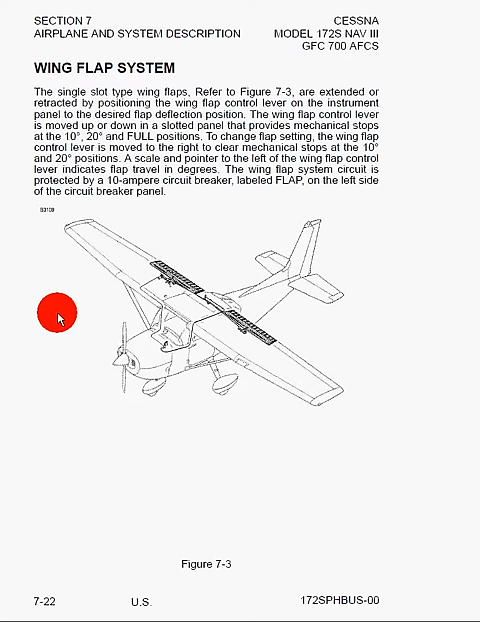 SECTION 7
AIRPLANE AND SYSTEM DESCRIPTION
CESSNA
MODEL 172S NAV III
GFC 700 AFCS
WING FLAP SYSTEM
The single slot type wing flaps, Refer to Figure 7-3, are extended or
retracted by positioning the wing flap control lever on the instrument
panel to the desired flap deflection position. The wing flap control lever
is moved up or down in a slotted panel that provides mechanical stops
at the 10°, 20° and FULL positions. To change flap setting, the wing flap
control lever is moved to the right to clear mechanical stops at the 10°
and 20° positions. A scale and pointer to the left of the wing flap control
lever indicates flap travel in degrees. The wing flap system circuit is
protected by a 10-ampere circuit breaker, labeled FLAP, on the left side
of the circuit breaker panel.
B3109
Figure 7-3
7-22
U.S.
172SPHBUS-00